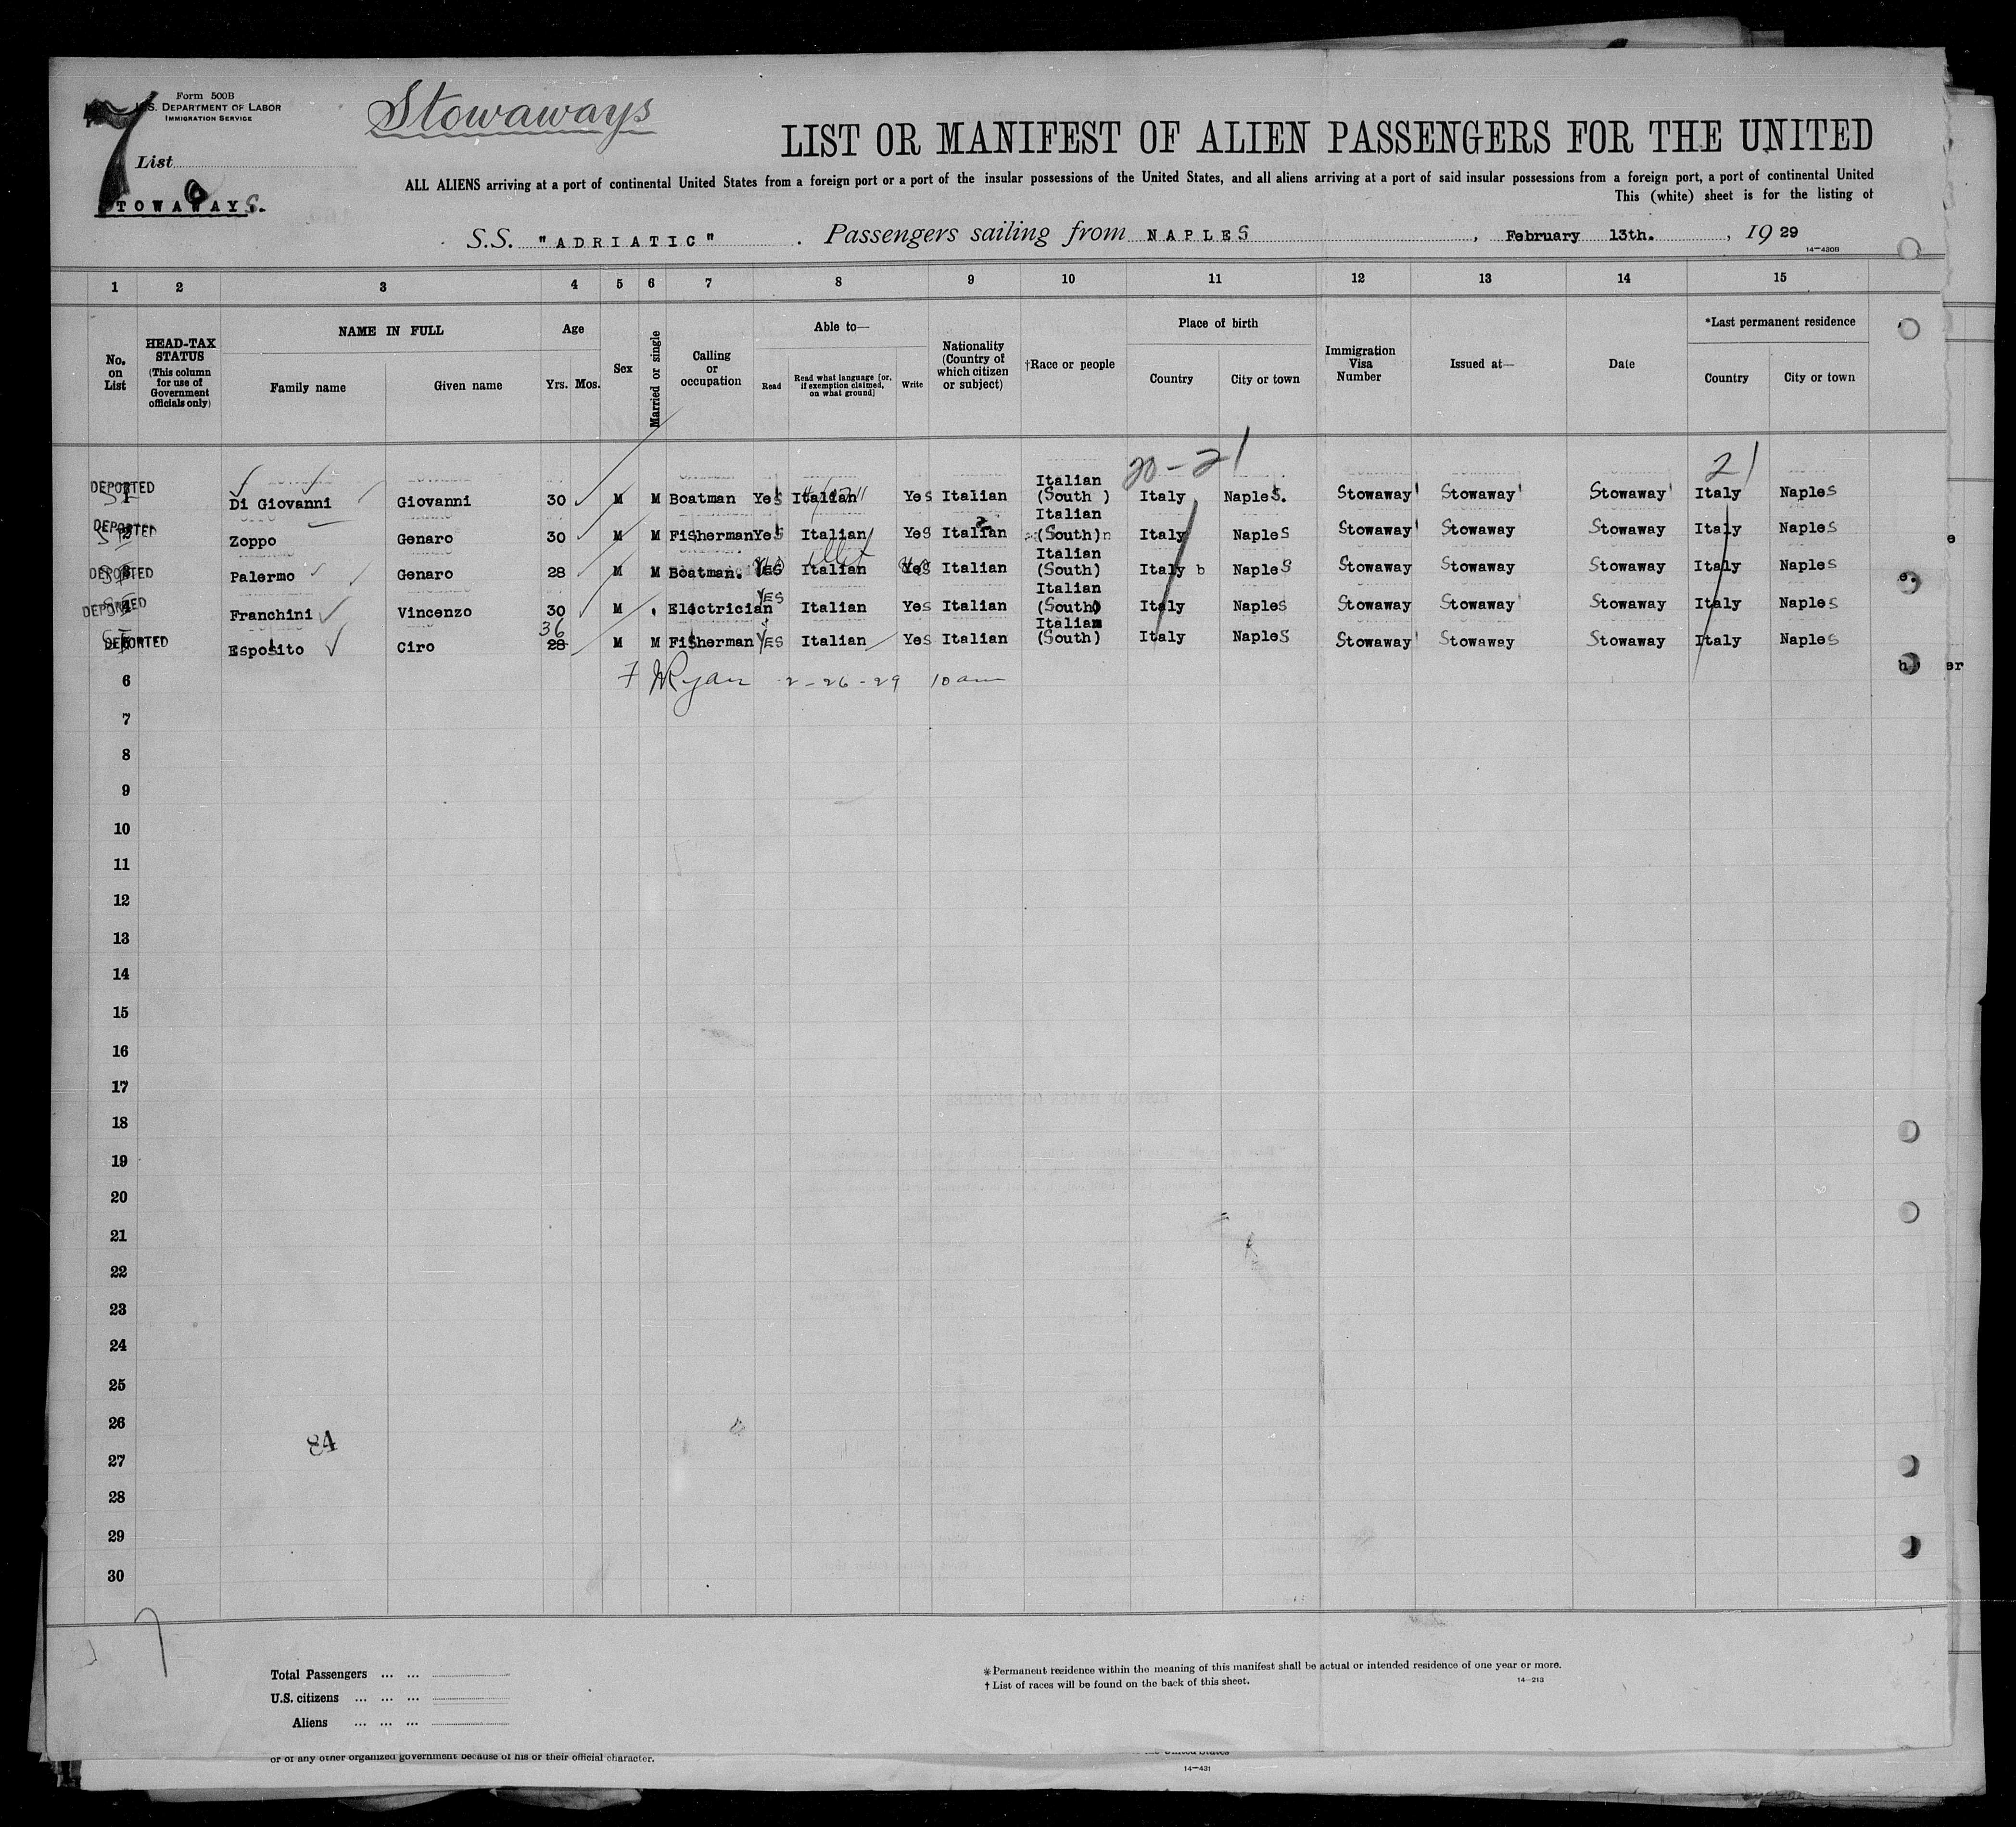 Form 500B
U.S. DEPARTMENT OF LABOR
IMMIGRATION SERVICE
Stowaways
7
List
STOWAWAYS.
LIST OR MANIFEST OF ALIEN PASSENGERS FOR THE UNITED
ALL ALIENS arriving at a port of continental United States from a foreign port or a port of the insular possessions of the United States, and all aliens arriving at a port of said insular possessions from a foreign port, a port of continental United
This (white) sheet is for the listing of
S.S. "ADRIATIC". Passengers sailing from NAPLES, February 13th., 19 29
14-430B
1 2 3 4 5 6 7 8 9 10 11 12 13 14 15
No. on List
HEAD-TAX STATUS (This column for use of Government officials only)
NAME IN FULL
Family name Given name
Age
Yrs. Mos.
Sex
Married or single
Calling or occupation
Able to—
Read
Read what language [or, if exemption claimed, on what ground]
Write
Nationality (Country of which citizen or subject)
†Race or people
Place of birth
Country City or town
Immigration Visa Number
Issued at—
Date
*Last permanent residence
Country City or town
20-21 21
DEPORTED Di Giovanni Giovanni 30 M M Boatman Yes Italian Yes Italian Italian (South ) Italy Naples. Stowaway Stowaway Stowaway Italy Naples
DEPORTED Zoppo Genaro 30 M M Fisherman Yes Italian Yes Italian Italian (South) Italy Naples Stowaway Stowaway Stowaway Italy Naples
DEPORTED Palermo Genaro 28 M M Boatman. Yes Italian Yes Italian Italian (South) Italy Naples Stowaway Stowaway Stowaway Italy Naples
DEPORTED Franchini Vincenzo 30 M Electrician Yes Italian Yes Italian Italian (South) Italy Naples Stowaway Stowaway Stowaway Italy Naples
36
DEPORTED Esposito Ciro 28 M M Fisherman Yes Italian Yes Italian Italian (South) Italy Naples Stowaway Stowaway Stowaway Italy Naples
6 Ryan 2-26-29 10 am
7
8
9
10
11
12
13
14
15
16
17
18
19
20
21
22
23
24
25
26
84
27
28
29
30
Total Passengers ... ...
U.S. citizens ... ... ...
Aliens ... ... ...
* Permanent residence within the meaning of this manifest shall be actual or intended residence of one year or more.
† List of races will be found on the back of this sheet.
14-213
or of any other organized government because of his or their official character.
14-431